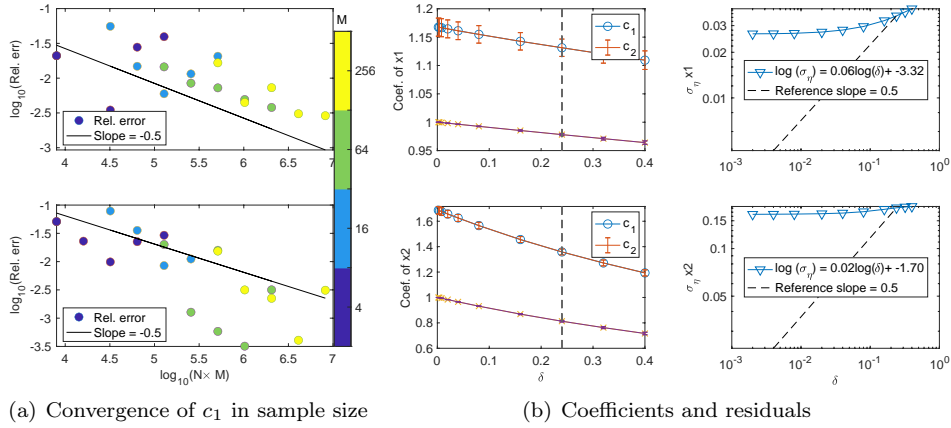 M
log10(Rel. err)
-1
-1.5
-2
-2.5
-3
Rel. error
Slope = -0.5
4 4.5 5 5.5 6 6.5 7
log10(Rel. err)
-1
-1.5
-2
-2.5
-3
-3.5
Rel. error
Slope = -0.5
4 4.5 5 5.5 6 6.5 7
log10(N× M)
256
64
16
4
Coef. of x1
1.2
1.15
1.1
1.05
1
0.95
c1
c2
0 0.1 0.2 0.3 0.4
Coef. of x2
1.6
1.4
1.2
1
0.8
0.6
c1
c2
0 0.1 0.2 0.3 0.4
δ
ση x1
0.03
0.02
0.01
log (ση) = 0.06log(δ)+ -3.32
Reference slope = 0.5
10-3 10-2 10-1 100
ση x2
0.15
0.1
0.05
log (ση) = 0.02log(δ)+ -1.70
Reference slope = 0.5
10-3 10-2 10-1 100
δ
(a) Convergence of c1 in sample size
(b) Coefficients and residuals